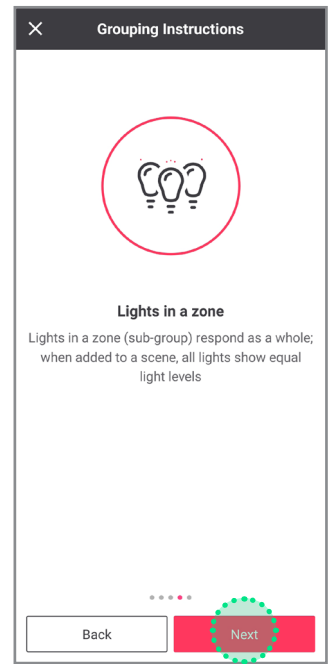 Grouping Instructions
Lights in a zone
Lights in a zone (sub-group) respond as a whole;
when added to a scene, all lights show equal
light levels
Back
Next